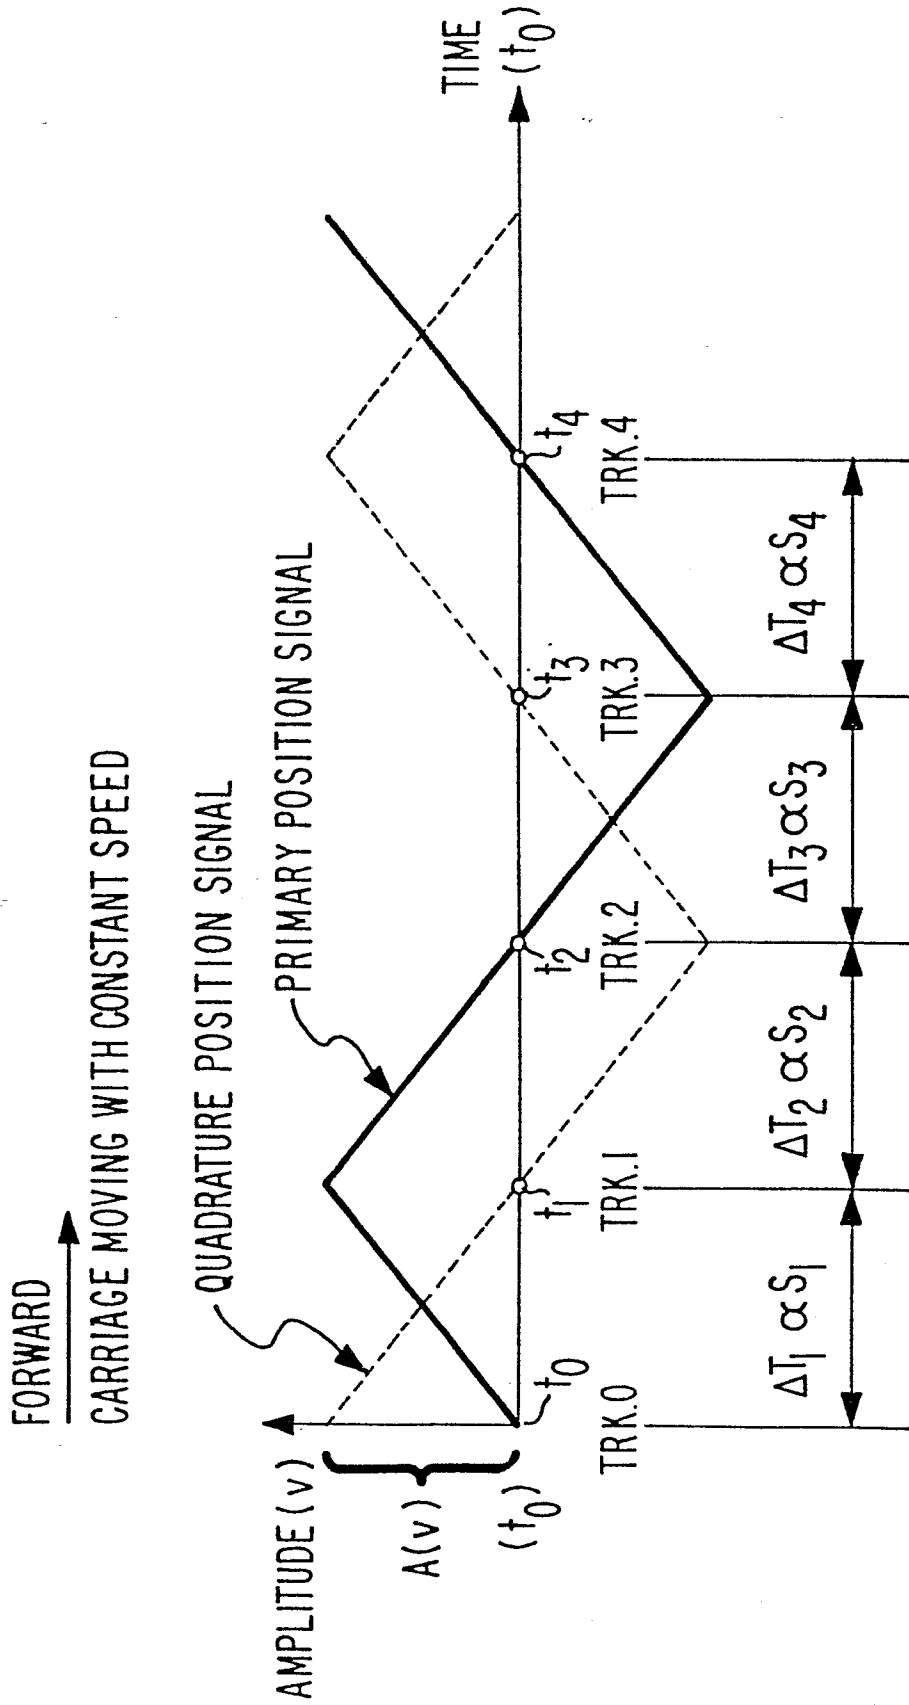 FORWARD
CARRIAGE MOVING WITH CONSTANT SPEED
QUADRATURE POSITION SIGNAL
PRIMARY POSITION SIGNAL
AMPLITUDE (v)
A(v)
(t₀)
TIME
(t₀)
t₀
t₁
t₂
t₃
t₄
TRK.0
TRK.1
TRK.2
TRK.3
TRK.4
ΔT₁ ∝ S₁
ΔT₂ ∝ S₂
ΔT₃ ∝ S₃
ΔT₄ ∝ S₄